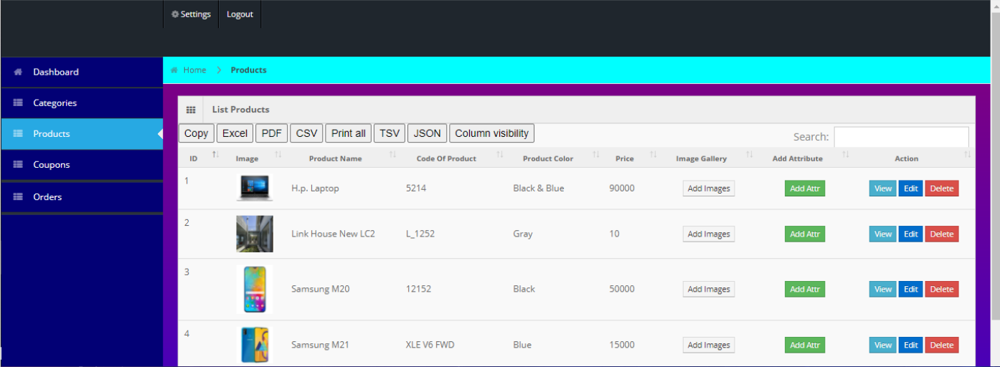 Settings Logout
Dashboard
Categories
Products
Coupons
Orders
Home Products
List Products
Copy Excel PDF CSV Print all TSV JSON Column visibility
Search:
ID Image Product Name Code Of Product Product Color Price Image Gallery Add Attribute Action
1 H.p. Laptop 5214 Black & Blue 90000 Add Images Add Attr View Edit Delete
2 Link House New LC2 L_1252 Gray 10 Add Images Add Attr View Edit Delete
3 Samsung M20 12152 Black 50000 Add Images Add Attr View Edit Delete
4 Samsung M21 XLE V6 FWD Blue 15000 Add Images Add Attr View Edit Delete